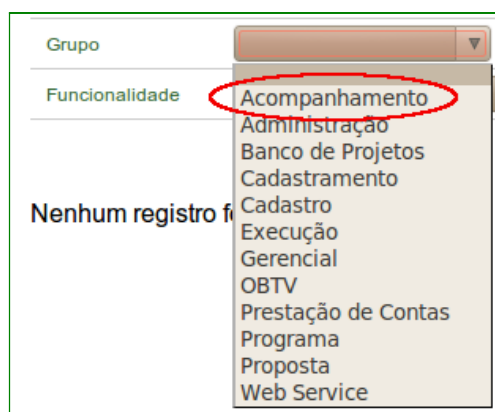 Grupo
Funcionalidade
Acompanhamento
Administração
Banco de Projetos
Cadastramento
Nenhum registro f
Cadastro
Execução
Gerencial
OBTV
Prestação de Contas
Programa
Proposta
Web Service